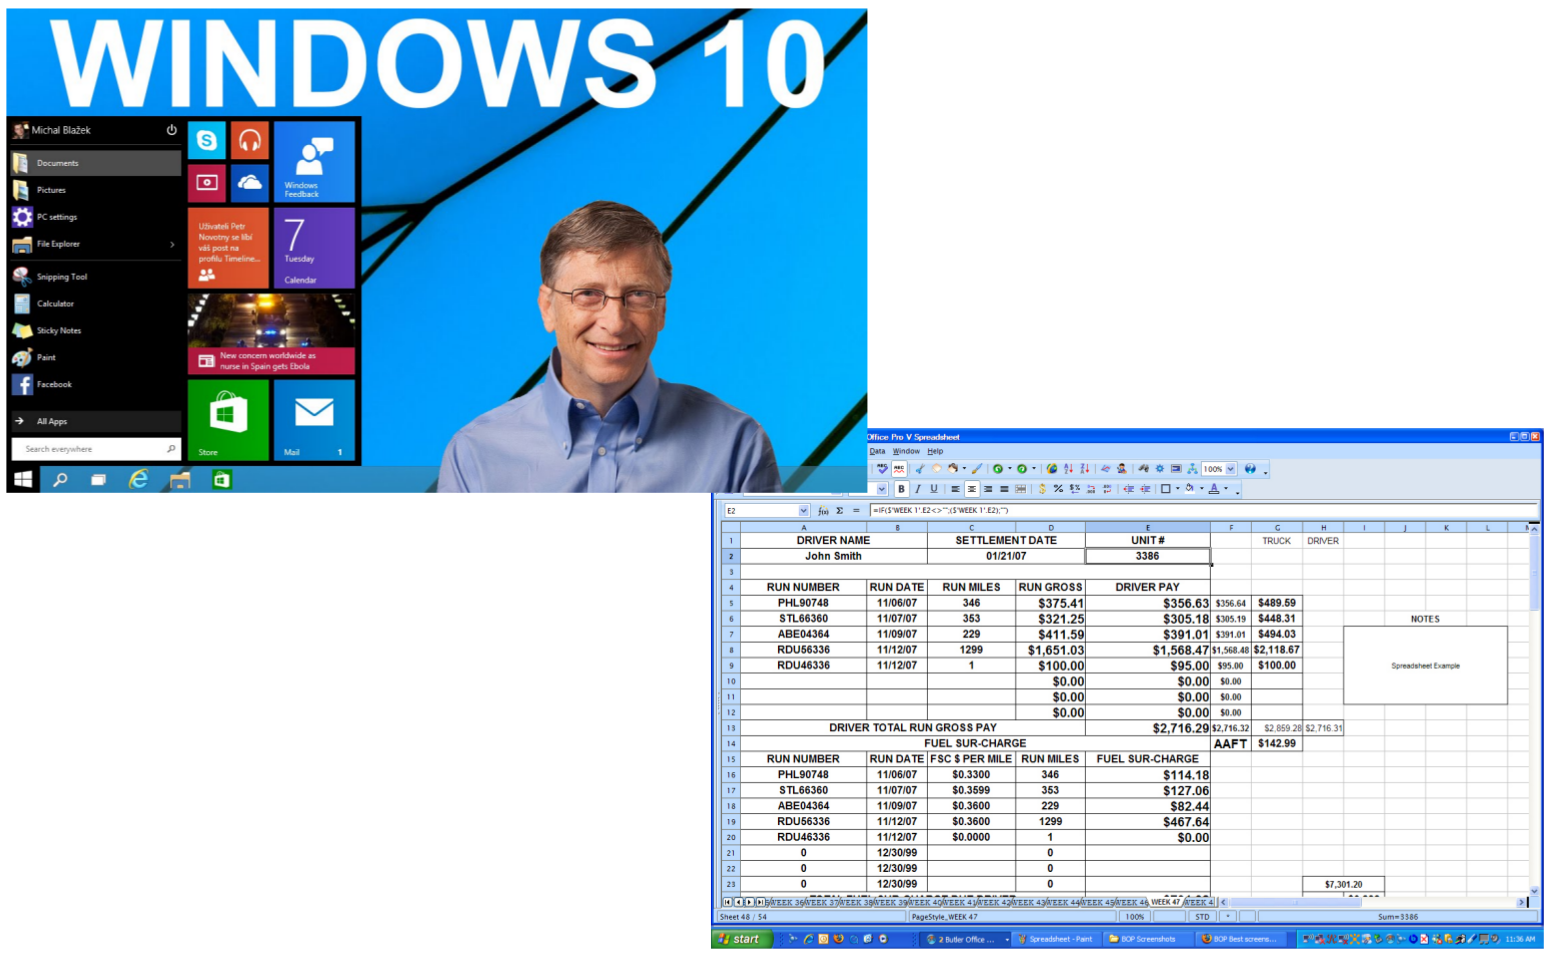 WINDOWS 10
Michal Blažek
Documents
Pictures
PC settings
File Explorer
Snipping Tool
Calculator
Sticky Notes
Paint
Facebook
All Apps
Search everywhere
Windows
Feedback
Uživateli Petr
Novotny se líbí
váš post na
profilu Timeline...
7
Tuesday
Calendar
New concern worldwide as
nurse in Spain gets Ebola
Store
Mail 1
Office Pro V Spreadsheet
Data Window Help
100%
B I U
E2 f(x) Σ = =IF($'WEEK 1'.E2<>"";($'WEEK 1'.E2);"")
A B C D E F G H I J K L
1 DRIVER NAME SETTLEMENT DATE UNIT # TRUCK DRIVER
2 John Smith 01/21/07 3386
3
4 RUN NUMBER RUN DATE RUN MILES RUN GROSS DRIVER PAY
5 PHL90748 11/06/07 346 $375.41 $356.63 $356.64 $489.59
6 STL66360 11/07/07 353 $321.25 $305.18 $305.19 $448.31 NOTES
7 ABE04364 11/09/07 229 $411.59 $391.01 $391.01 $494.03
8 RDU56336 11/12/07 1299 $1,651.03 $1,568.47 $1,568.48 $2,118.67
9 RDU46336 11/12/07 1 $100.00 $95.00 $95.00 $100.00 Spreadsheet Example
10 $0.00 $0.00 $0.00
11 $0.00 $0.00 $0.00
12 $0.00 $0.00 $0.00
13 DRIVER TOTAL RUN GROSS PAY $2,716.29 $2,716.32 $2,859.28 $2,716.31
14 FUEL SUR-CHARGE AAFT $142.99
15 RUN NUMBER RUN DATE FSC $ PER MILE RUN MILES FUEL SUR-CHARGE
16 PHL90748 11/06/07 $0.3300 346 $114.18
17 STL66360 11/07/07 $0.3599 353 $127.06
18 ABE04364 11/09/07 $0.3600 229 $82.44
19 RDU56336 11/12/07 $0.3600 1299 $467.64
20 RDU46336 11/12/07 $0.0000 1 $0.00
21 0 12/30/99 0
22 0 12/30/99 0
23 0 12/30/99 0 $7,301.20
WEEK 36 WEEK 37 WEEK 38 WEEK 39 WEEK 40 WEEK 41 WEEK 42 WEEK 43 WEEK 44 WEEK 45 WEEK 46 WEEK 47 WEEK 4
Sheet 48 / 54 PageStyle_WEEK 47 100% STD * Sum=3386
start 2 Butler Office ... Spreadsheet - Paint BOP Screenshots BOP Best screens... 11:36 AM